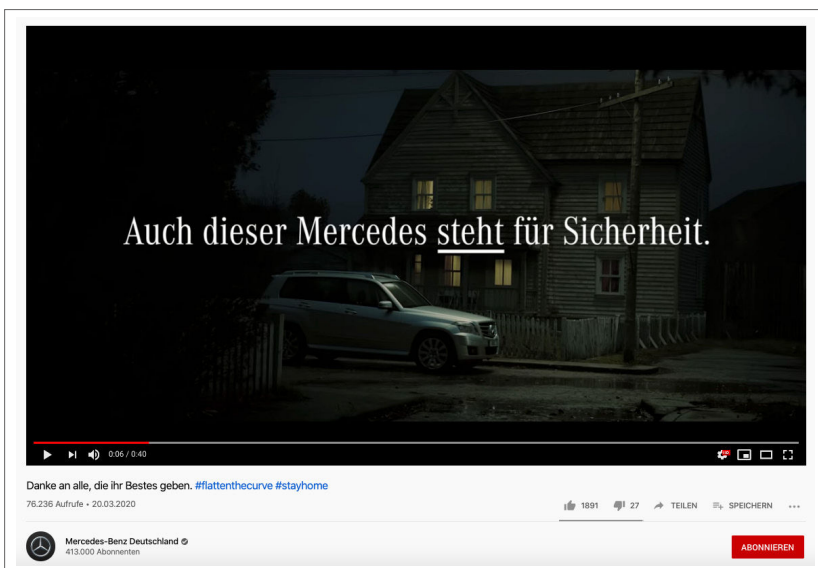 Auch dieser Mercedes steht für Sicherheit.
0:06 / 0:40
HD
Danke an alle, die ihr Bestes geben. #flattenthecurve #stayhome
76.236 Aufrufe • 20.03.2020
1891 27 TEILEN SPEICHERN
Mercedes-Benz Deutschland
413.000 Abonnenten
ABONNIEREN